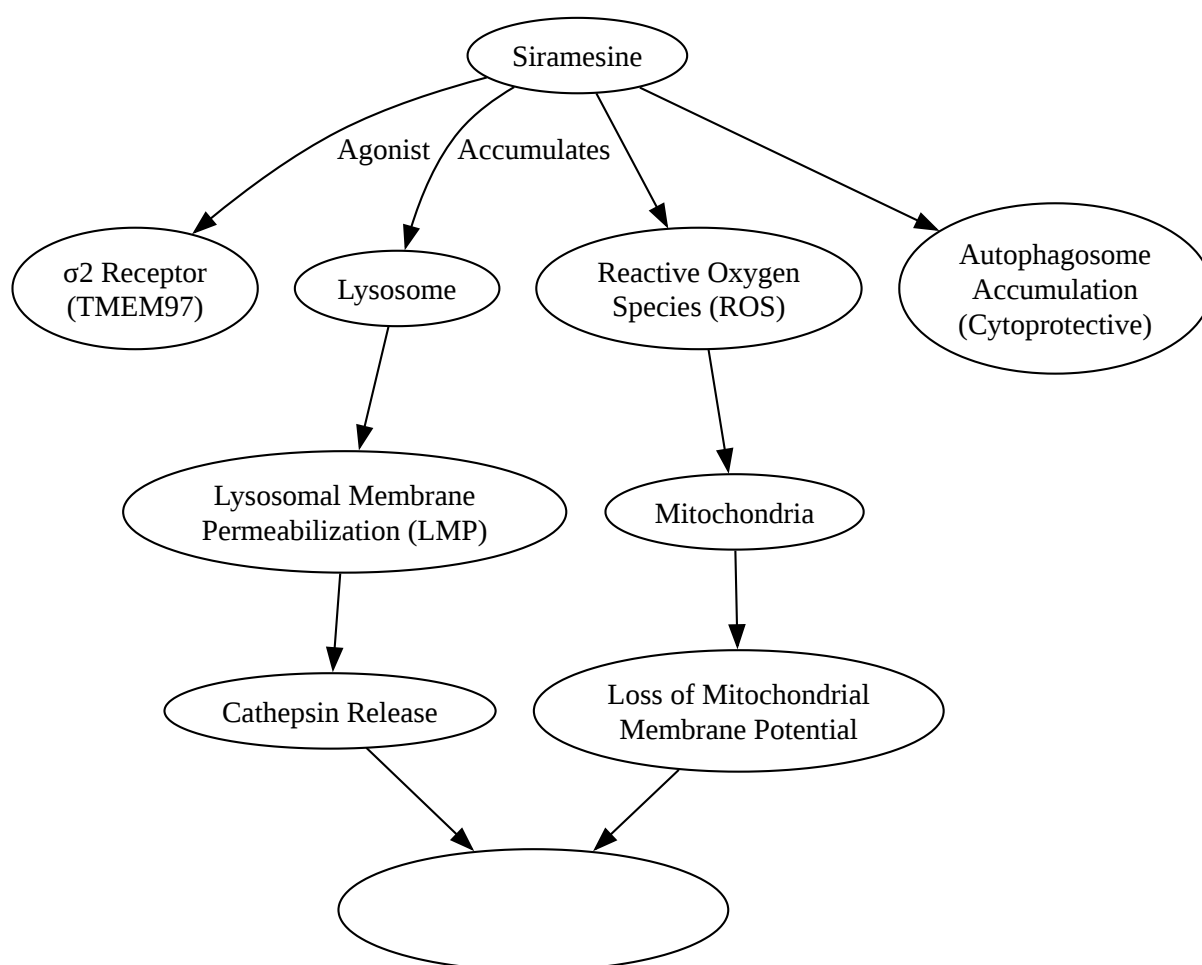 Siramesine
Agonist
Accumulates
σ2 Receptor
(TMEM97)
Lysosome
Reactive Oxygen
Species (ROS)
Autophagosome
Accumulation
(Cytoprotective)
Lysosomal Membrane
Permeabilization (LMP)
Mitochondria
Cathepsin Release
Loss of Mitochondrial
Membrane Potential